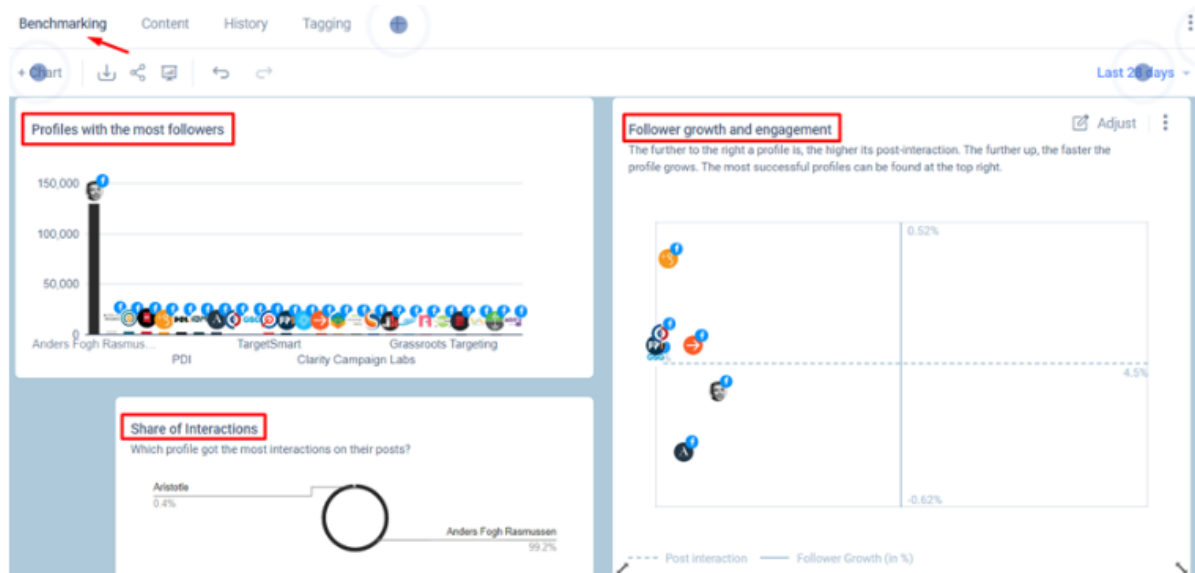 Benchmarking Content History Tagging
+ Chart
Last 28 days
Profiles with the most followers
150,000
100,000
50,000
0
Anders Fogh Rasmus...
TargetSmart
Grassroots Targeting
PDI
Clarity Campaign Labs
Share of Interactions
Which profile got the most interactions on their posts?
Aristotle
0.4%
Anders Fogh Rasmussen
99.2%
Follower growth and engagement
Adjust
The further to the right a profile is, the higher its post-interaction. The further up, the faster the
profile grows. The most successful profiles can be found at the top right.
0.52%
4.5%
-0.62%
Post interaction
Follower Growth (in %)